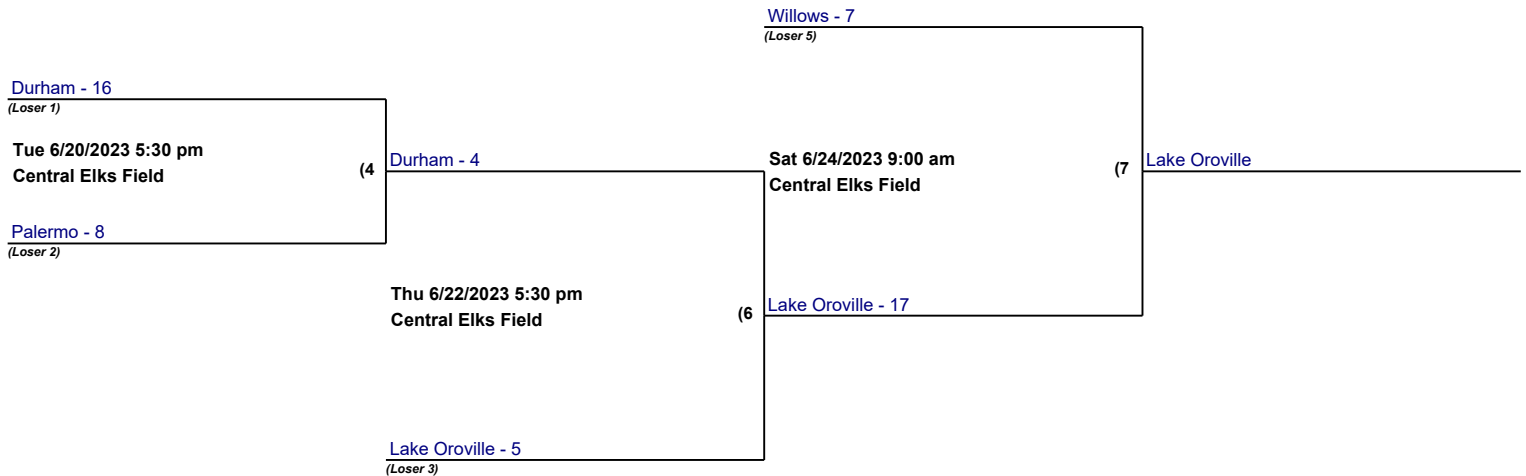 Willows - 7
(Loser 5)
Durham - 16
(Loser 1)
Tue 6/20/2023 5:30 pm
Central Elks Field
(4
Durham - 4
Sat 6/24/2023 9:00 am
Central Elks Field
(7
Lake Oroville
Palermo - 8
(Loser 2)
Thu 6/22/2023 5:30 pm
Central Elks Field
(6
Lake Oroville - 17
Lake Oroville - 5
(Loser 3)